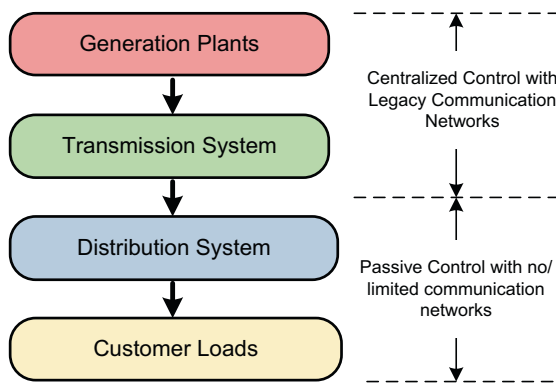 Generation Plants
Transmission System
Distribution System
Customer Loads
Centralized Control with
Legacy Communication
Networks
Passive Control with no/
limited communication
networks